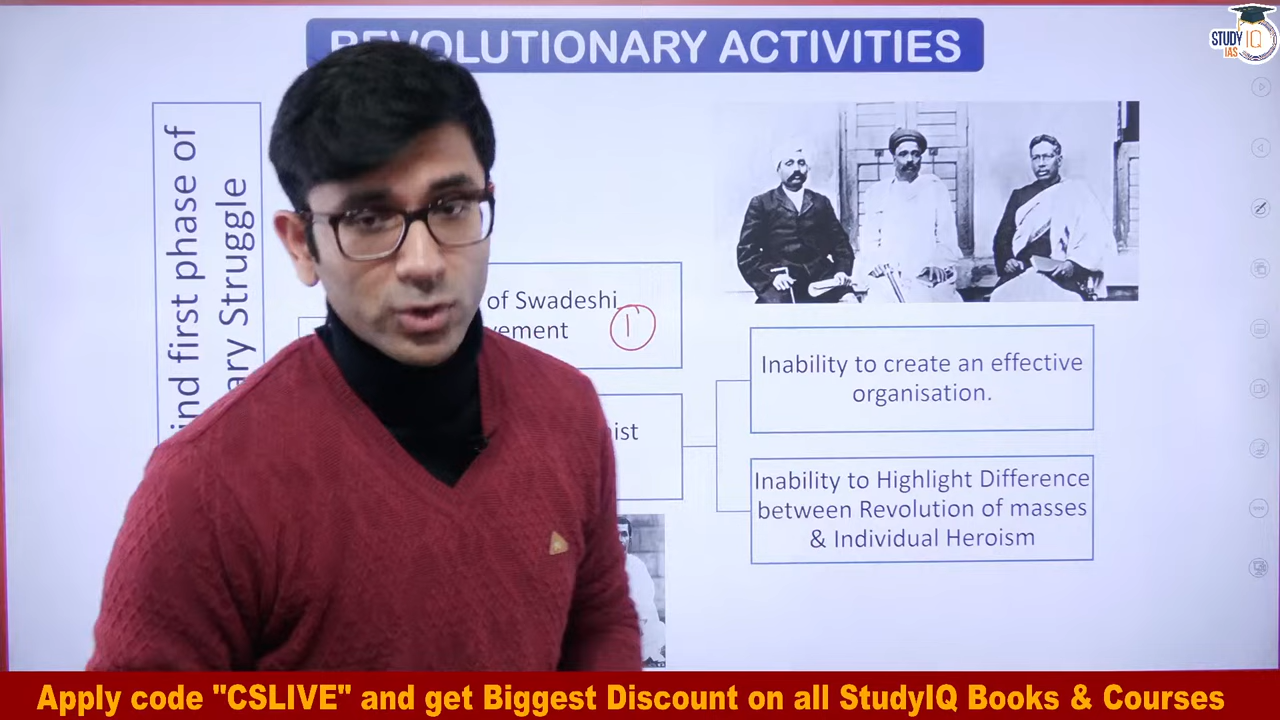 REVOLUTIONARY ACTIVITIES
STUDY IQ
IAS
ind first phase of
ary Struggle
of Swadeshi
vement
1
ist
Inability to create an effective
organisation.
Inability to Highlight Difference
between Revolution of masses
& Individual Heroism
Apply code "CSLIVE" and get Biggest Discount on all StudyIQ Books & Courses